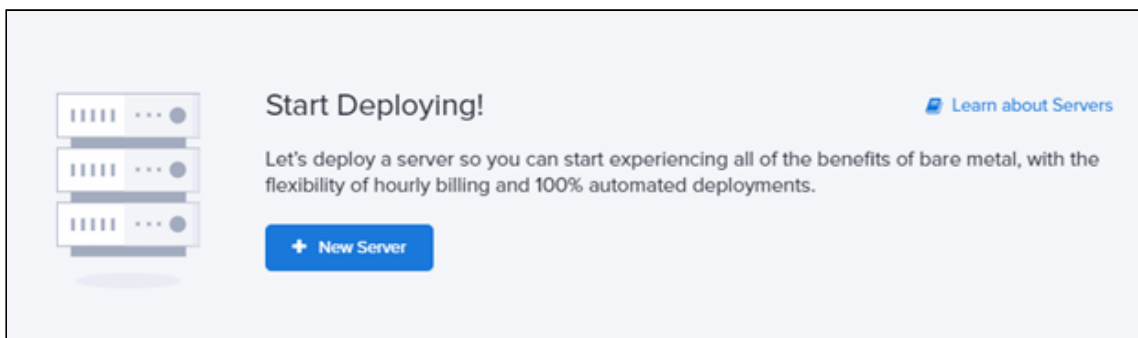 Start Deploying!
Learn about Servers
Let's deploy a server so you can start experiencing all of the benefits of bare metal, with the
flexibility of hourly billing and 100% automated deployments.
+ New Server